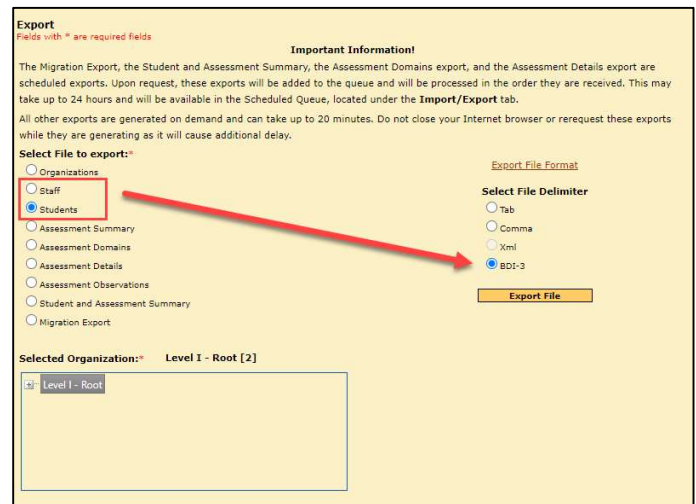 Export
Fields with * are required fields
Important Information!
The Migration Export, the Student and Assessment Summary, the Assessment Domains export, and the Assessment Details export are
scheduled exports. Upon request, these exports will be added to the queue and will be processed in the order they are received. This may
take up to 24 hours and will be available in the Scheduled Queue, located under the Import/Export tab.
All other exports are generated on demand and can take up to 20 minutes. Do not close your Internet browser or rerequest these exports
while they are generating as it will cause additional delay.
Select File to export:*
Organizations
Staff
Students
Assessment Summary
Assessment Domains
Assessment Details
Assessment Observations
Student and Assessment Summary
Migration Export
Export File Format
Select File Delimiter
Tab
Comma
Xml
BDI-3
Export File
Selected Organization:* Level I - Root [2]
Level I - Root